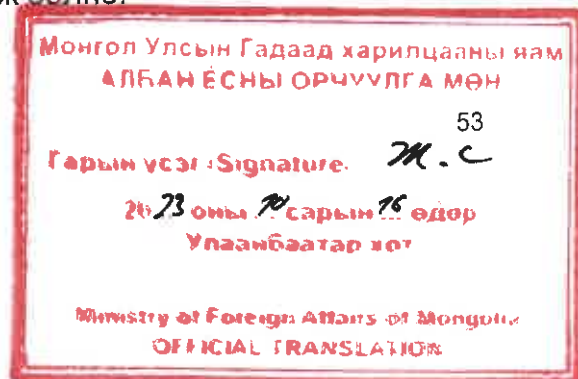 Монгол Улсын Гадаад харилцааны яам
АЛБАН ЁСНЫ ОРЧУУЛГА МӨН
53
Гарын үсэг :Signature: M.C
2023 оны 10 сарын 16 өдөр
Улаанбаатар хот
Ministry of Foreign Affairs of Mongolia
OFFICIAL TRANSLATION